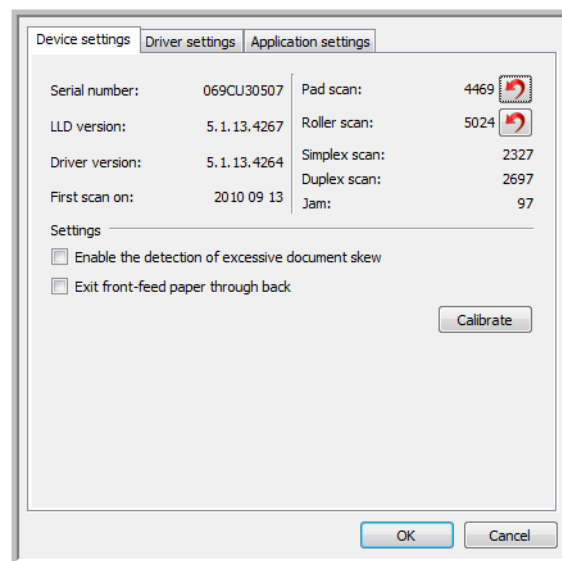 Device settings Driver settings Application settings
Serial number: 069CU30507
LLD version: 5.1.13.4267
Driver version: 5.1.13.4264
First scan on: 2010 09 13
Pad scan: 4469
Roller scan: 5024
Simplex scan: 2327
Duplex scan: 2697
Jam: 97
Settings
Enable the detection of excessive document skew
Exit front-feed paper through back
Calibrate
OK Cancel